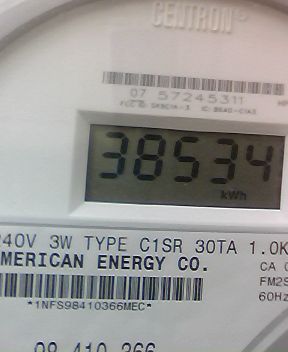 CENTRON®
07 57245311
38534
kWh
240V 3W TYPE C1SR 30TA 1.0K
AMERICAN ENERGY CO.
CA
FM2S
60Hz
*1NFS98410366MEC*
98 410 366